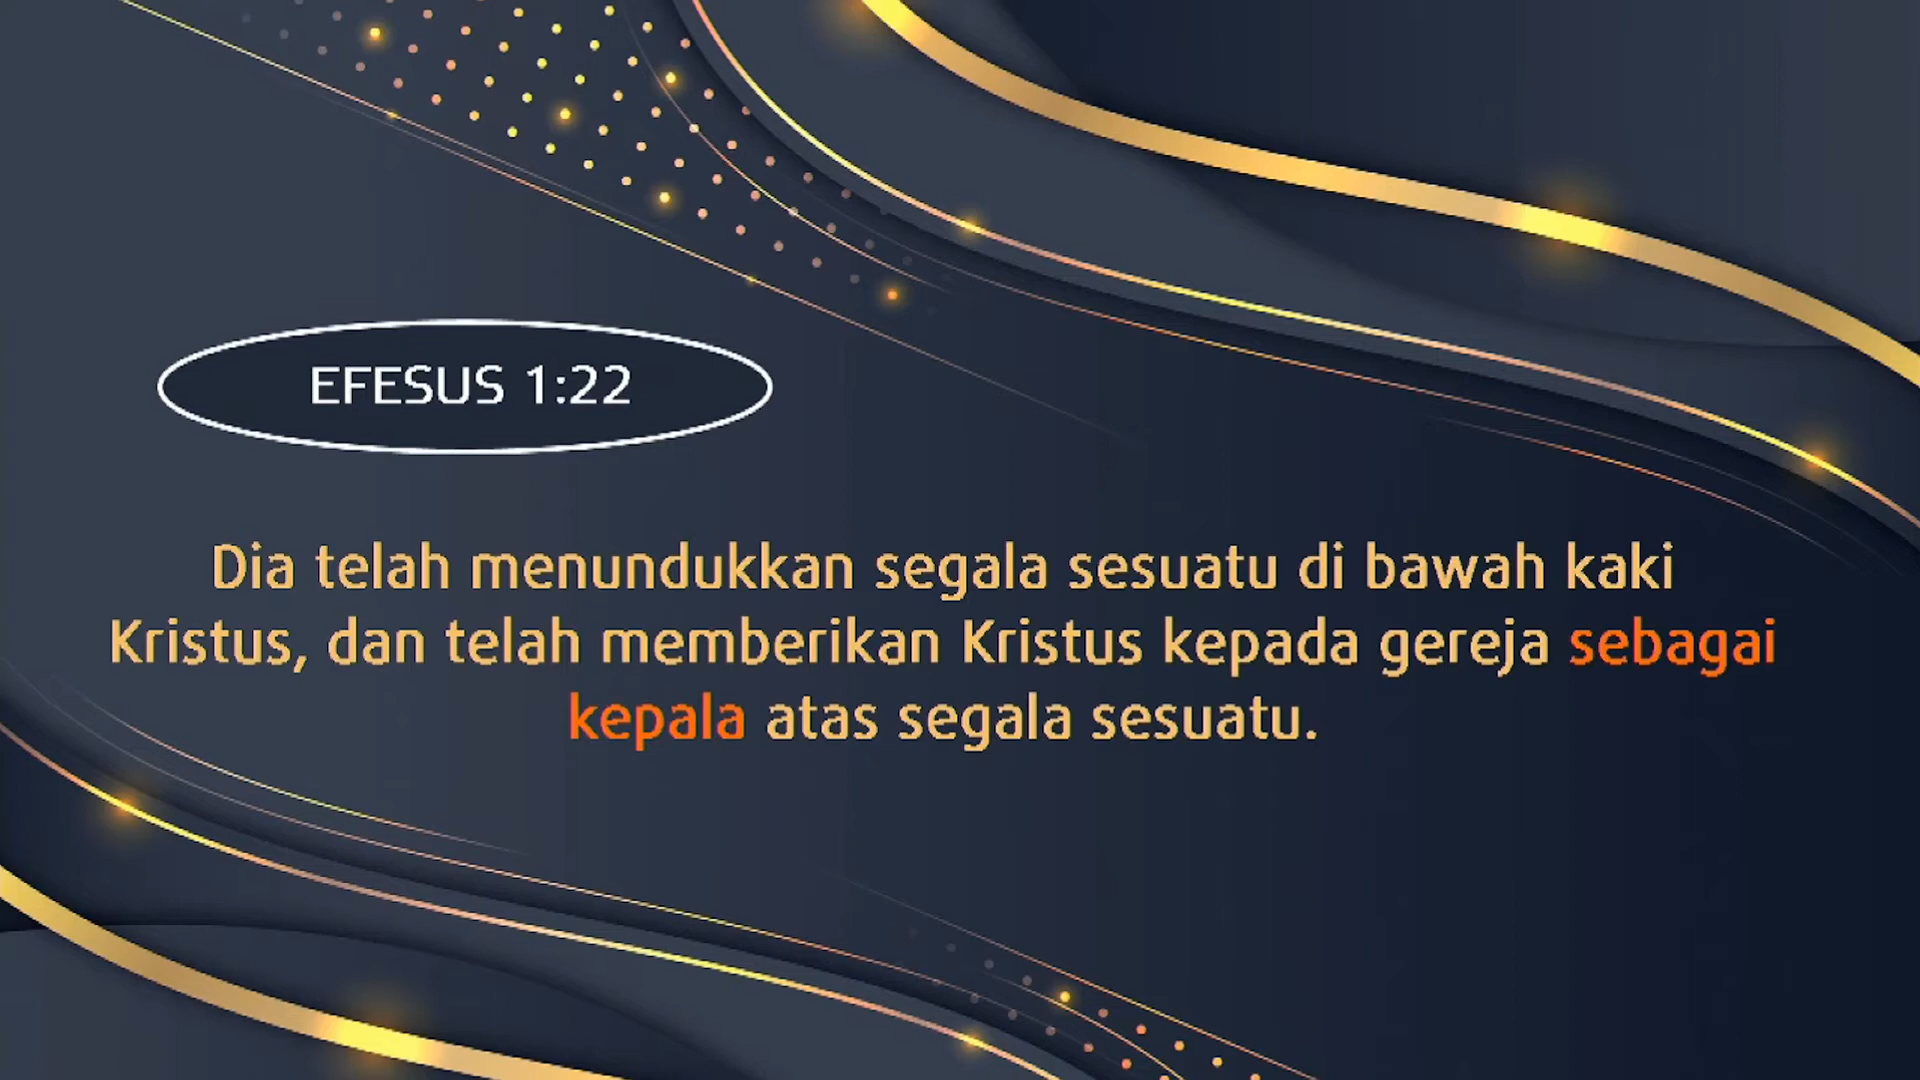 EFESUS 1:22
Dia telah menundukkan segala sesuatu di bawah kaki
Kristus, dan telah memberikan Kristus kepada gereja sebagai
kepala atas segala sesuatu.